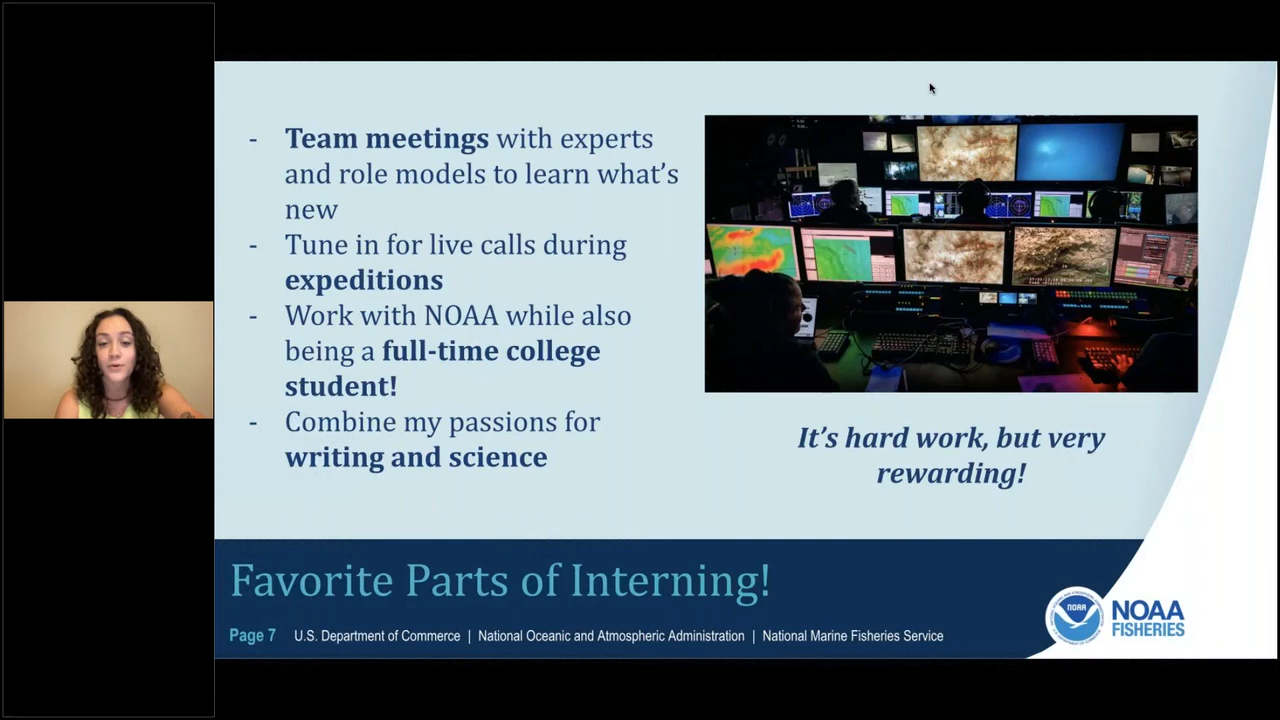 - Team meetings with experts
and role models to learn what's
new
- Tune in for live calls during
expeditions
- Work with NOAA while also
being a full-time college
student!
- Combine my passions for
writing and science
It's hard work, but very
rewarding!
Favorite Parts of Interning!
Page 7 U.S. Department of Commerce | National Oceanic and Atmospheric Administration | National Marine Fisheries Service
NOAA
NOAA
FISHERIES